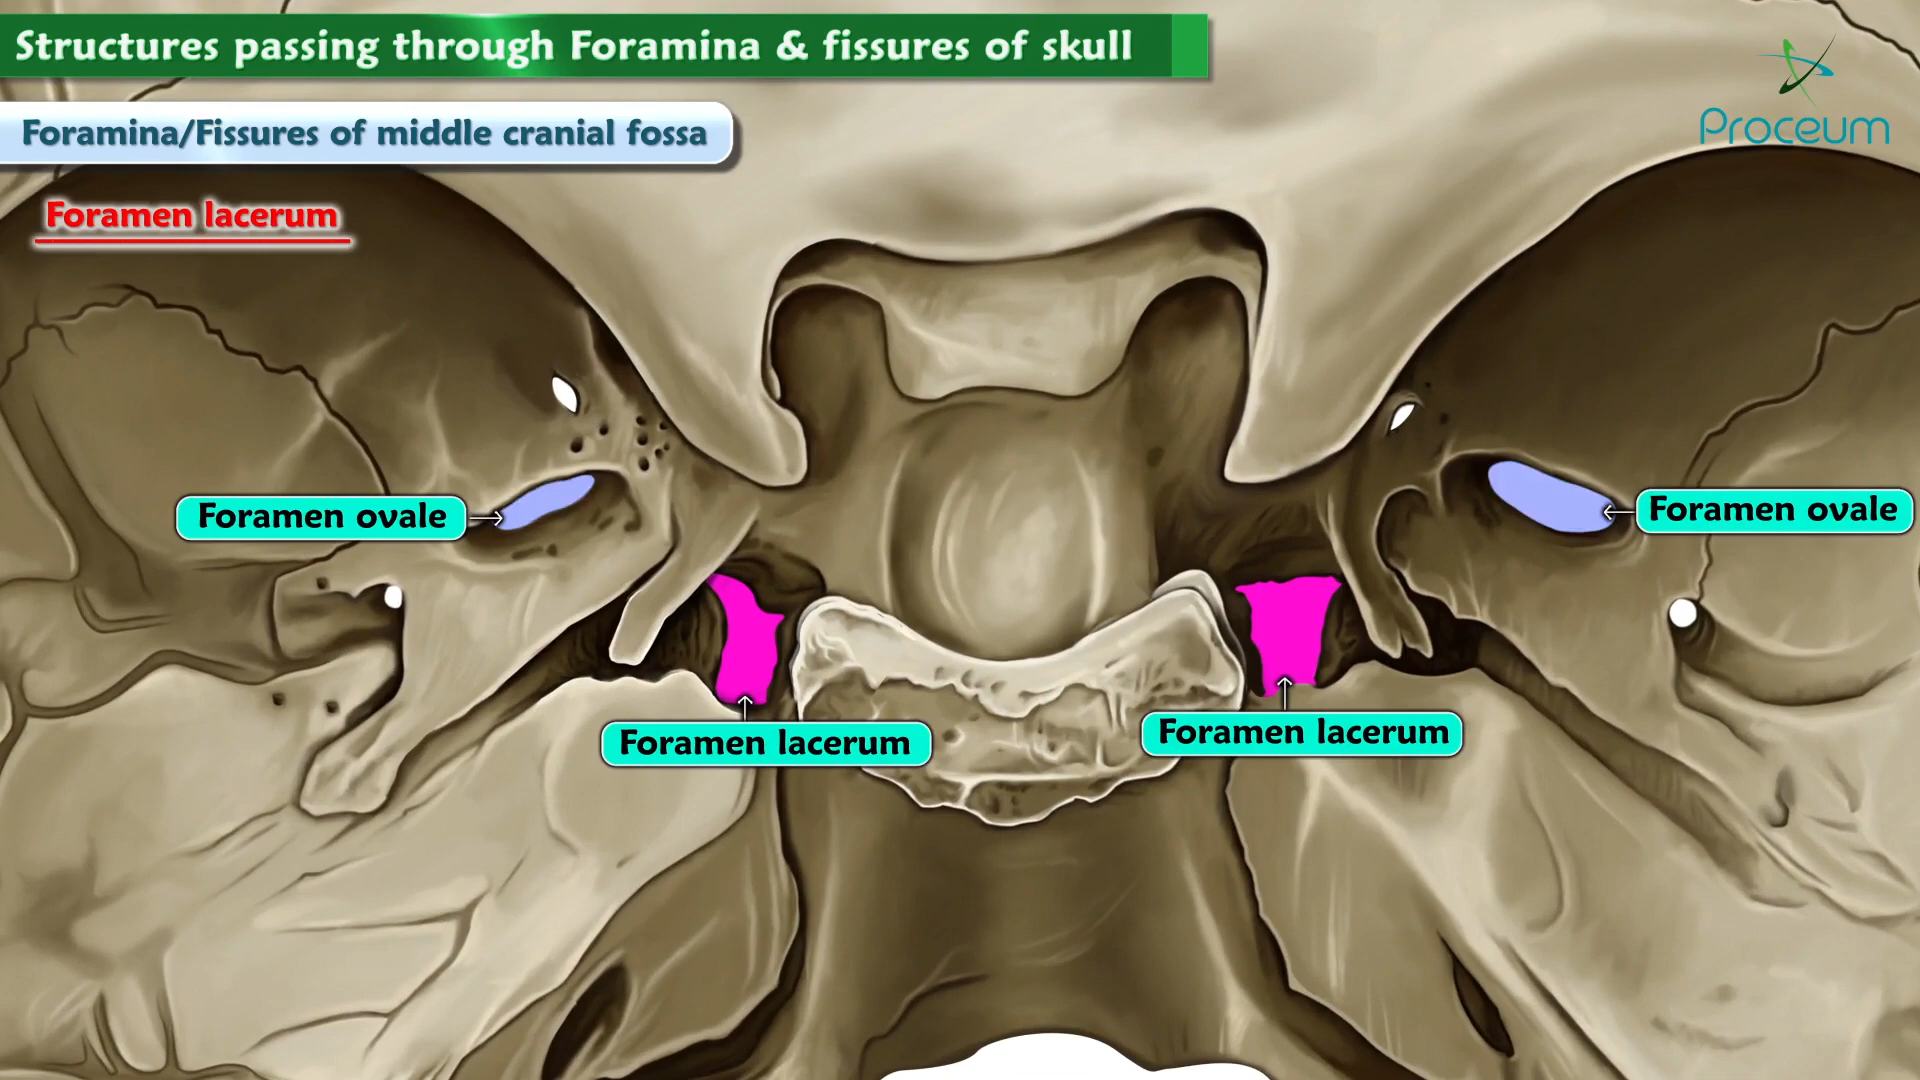 Structures passing through Foramina & fissures of skull
Proceum
Foramina/Fissures of middle cranial fossa
Foramen lacerum
Foramen ovale
Foramen ovale
Foramen lacerum
Foramen lacerum